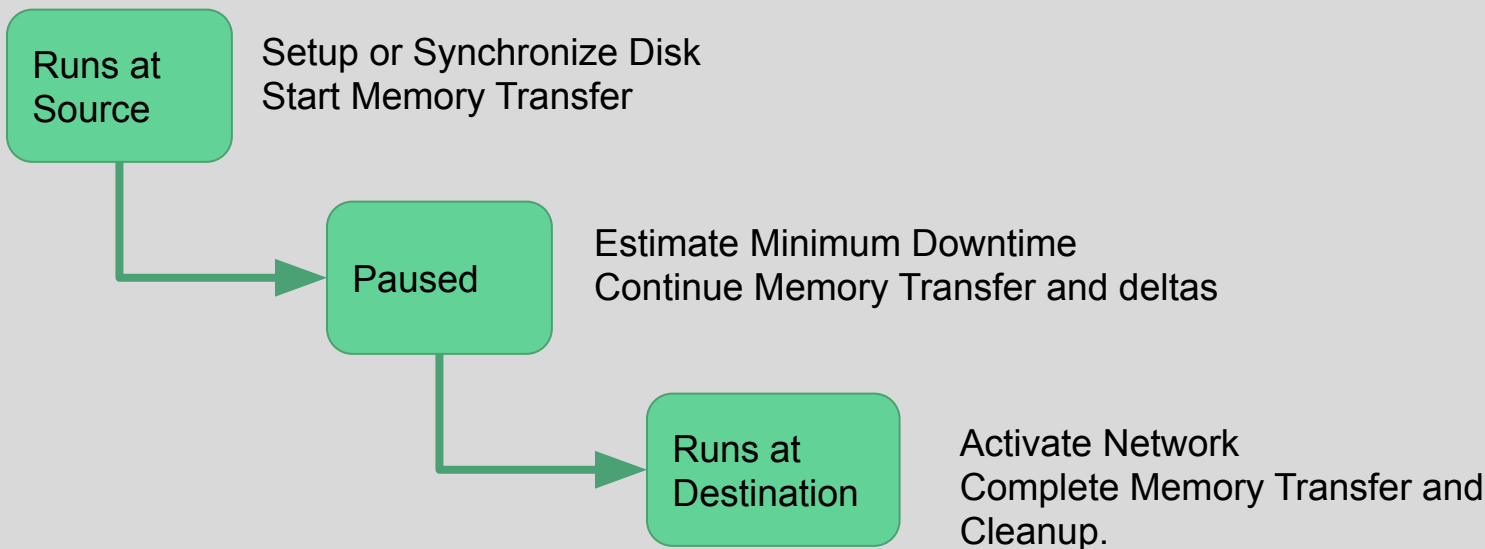 Runs at
Source
Setup or Synchronize Disk
Start Memory Transfer
Paused
Estimate Minimum Downtime
Continue Memory Transfer and deltas
Runs at
Destination
Activate Network
Complete Memory Transfer and
Cleanup.